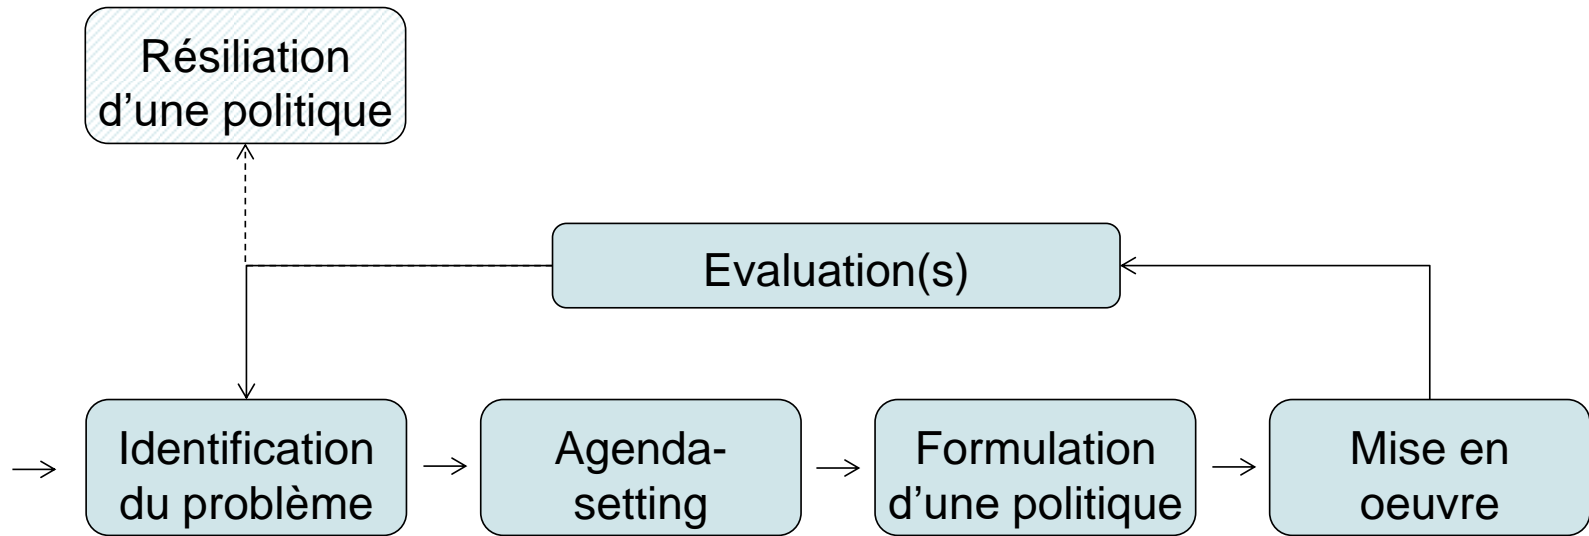 Résiliation
d’une politique
Evaluation(s)
Identification
du problème
Agenda-
setting
Formulation
d’une politique
Mise en
oeuvre